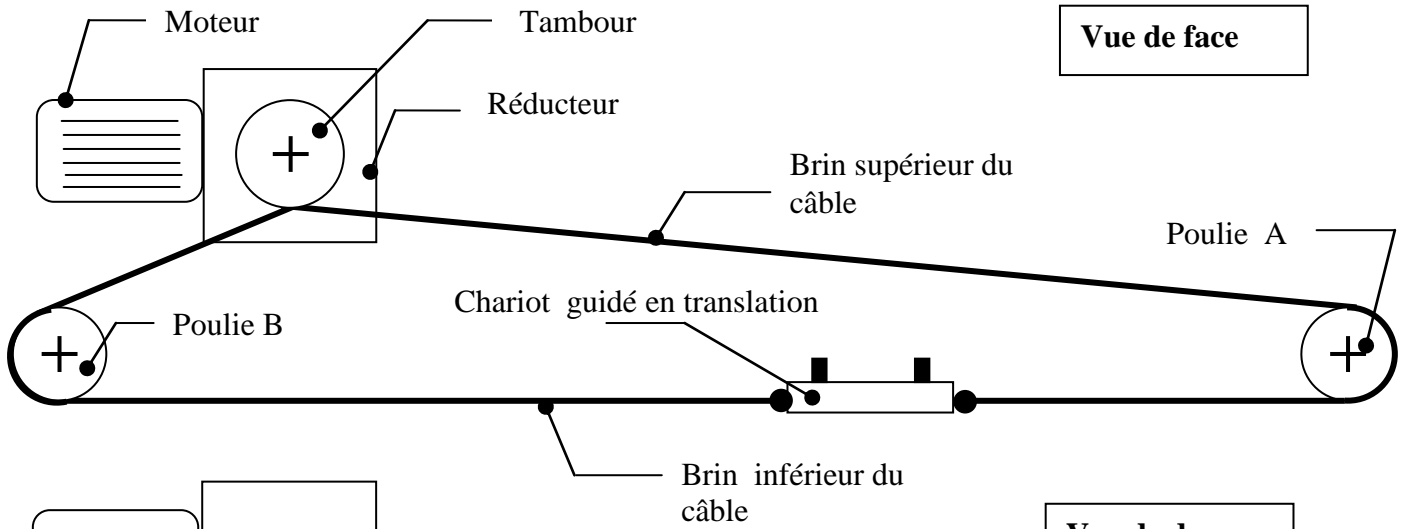 Moteur
Tambour
Vue de face
Réducteur
Brin supérieur du
câble
Poulie A
Chariot guidé en translation
Poulie B
Brin inférieur du
câble